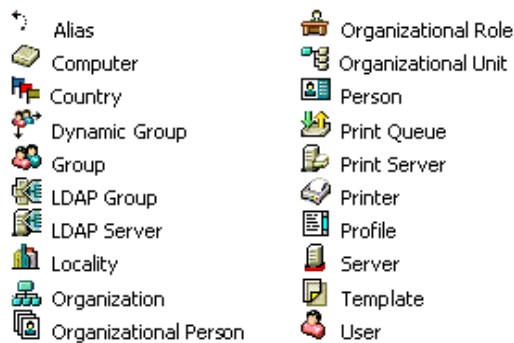 Alias
Computer
Country
Dynamic Group
Group
LDAP Group
LDAP Server
Locality
Organization
Organizational Person
Organizational Role
Organizational Unit
Person
Print Queue
Print Server
Printer
Profile
Server
Template
User